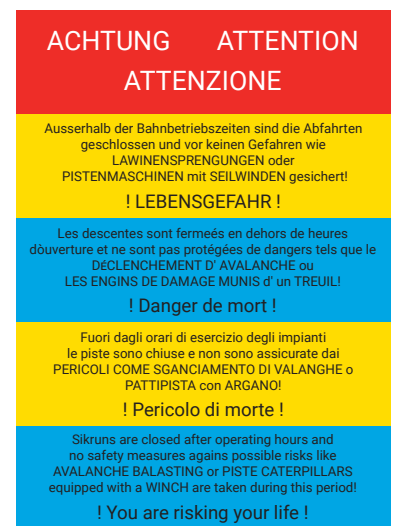 ACHTUNG ATTENTION
ATTENZIONE
Ausserhalb der Bahnbetriebszeiten sind die Abfahrten
geschlossen und vor keinen Gefahren wie
LAWINENSPRENGUNGEN oder
PISTENMASCHINEN mit SEILWINDEN gesichert!
! LEBENSGEFAHR !
Les descentes sont fermeés en dehors de heures
dòuverture et ne sont pas protégées de dangers tels que le
DéCLENCHEMENT D' AVALANCHE ou
LES ENGINS DE DAMAGE MUNIS d' un TREUIL!
! Danger de mort !
Fuori dagli orari di esercizio degli impianti
le piste sono chiuse e non sono assicurate dai
PERICOLI COME SGANCIAMENTO DI VALANGHE o
PATTIPISTA con ARGANO!
! Pericolo di morte !
Sikruns are closed after operating hours and
no safety measures agains possible risks like
AVALANCHE BALASTING or PISTE CATERPILLARS
equipped with a WINCH are taken during this period!
! You are risking your life !